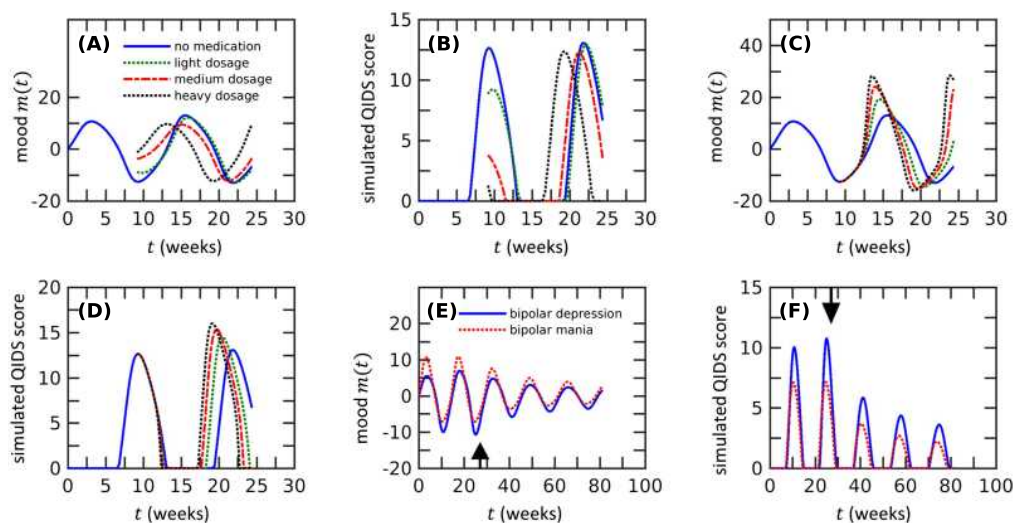 (A)
no medication
light dosage
medium dosage
heavy dosage
mood m(t)
20
0
-20
0 5 10 15 20 25 30
t (weeks)
(B)
simulated QIDS score
15
10
5
0
0 5 10 15 20 25 30
t (weeks)
(C)
mood m(t)
40
20
0
-20
0 5 10 15 20 25 30
t (weeks)
(D)
simulated QIDS score
20
15
10
5
0
0 5 10 15 20 25 30
t (weeks)
(E)
bipolar depression
bipolar mania
mood m(t)
20
10
0
-10
-20
0 20 40 60 80 100
t (weeks)
(F)
simulated QIDS score
15
10
5
0
0 20 40 60 80 100
t (weeks)